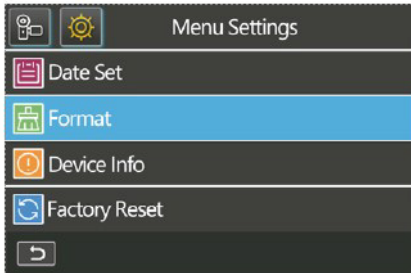 Menu Settings
Date Set
Format
Device Info
Factory Reset